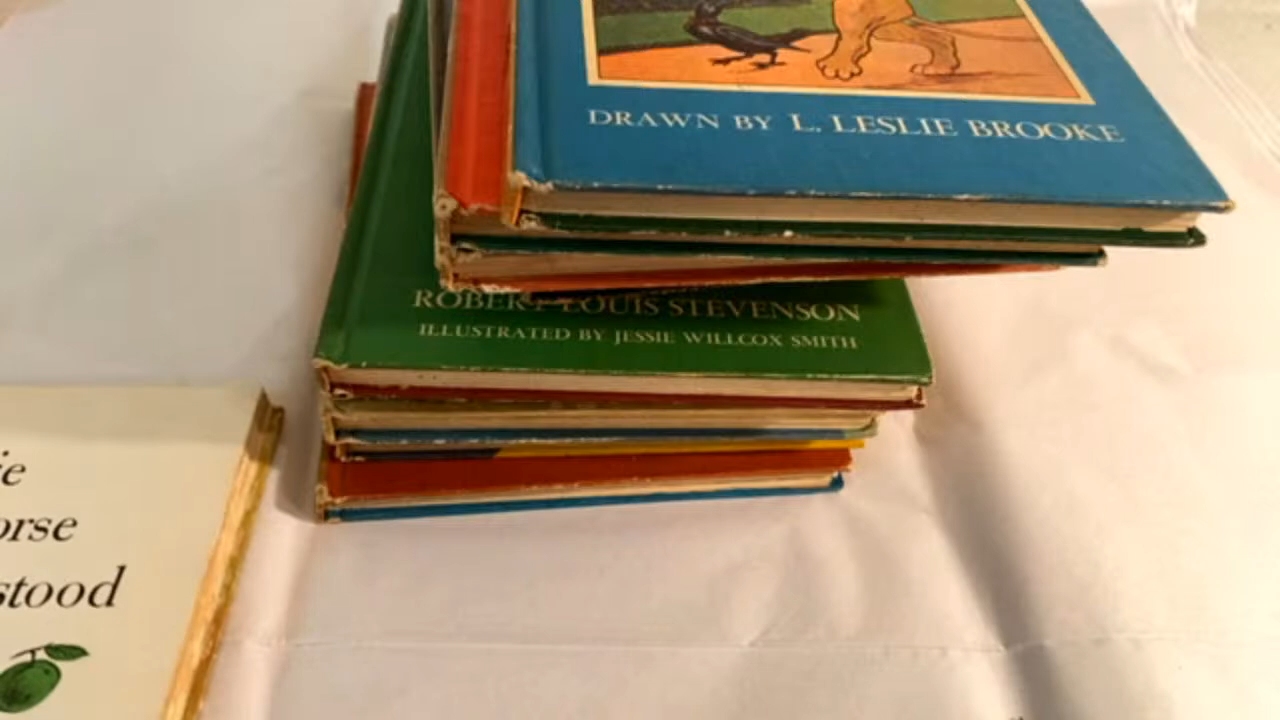 DRAWN BY L. LESLIE BROOKE
ROBERT LOUIS STEVENSON
ILLUSTRATED BY JESSIE WILLCOX SMITH
ie
orse
stood